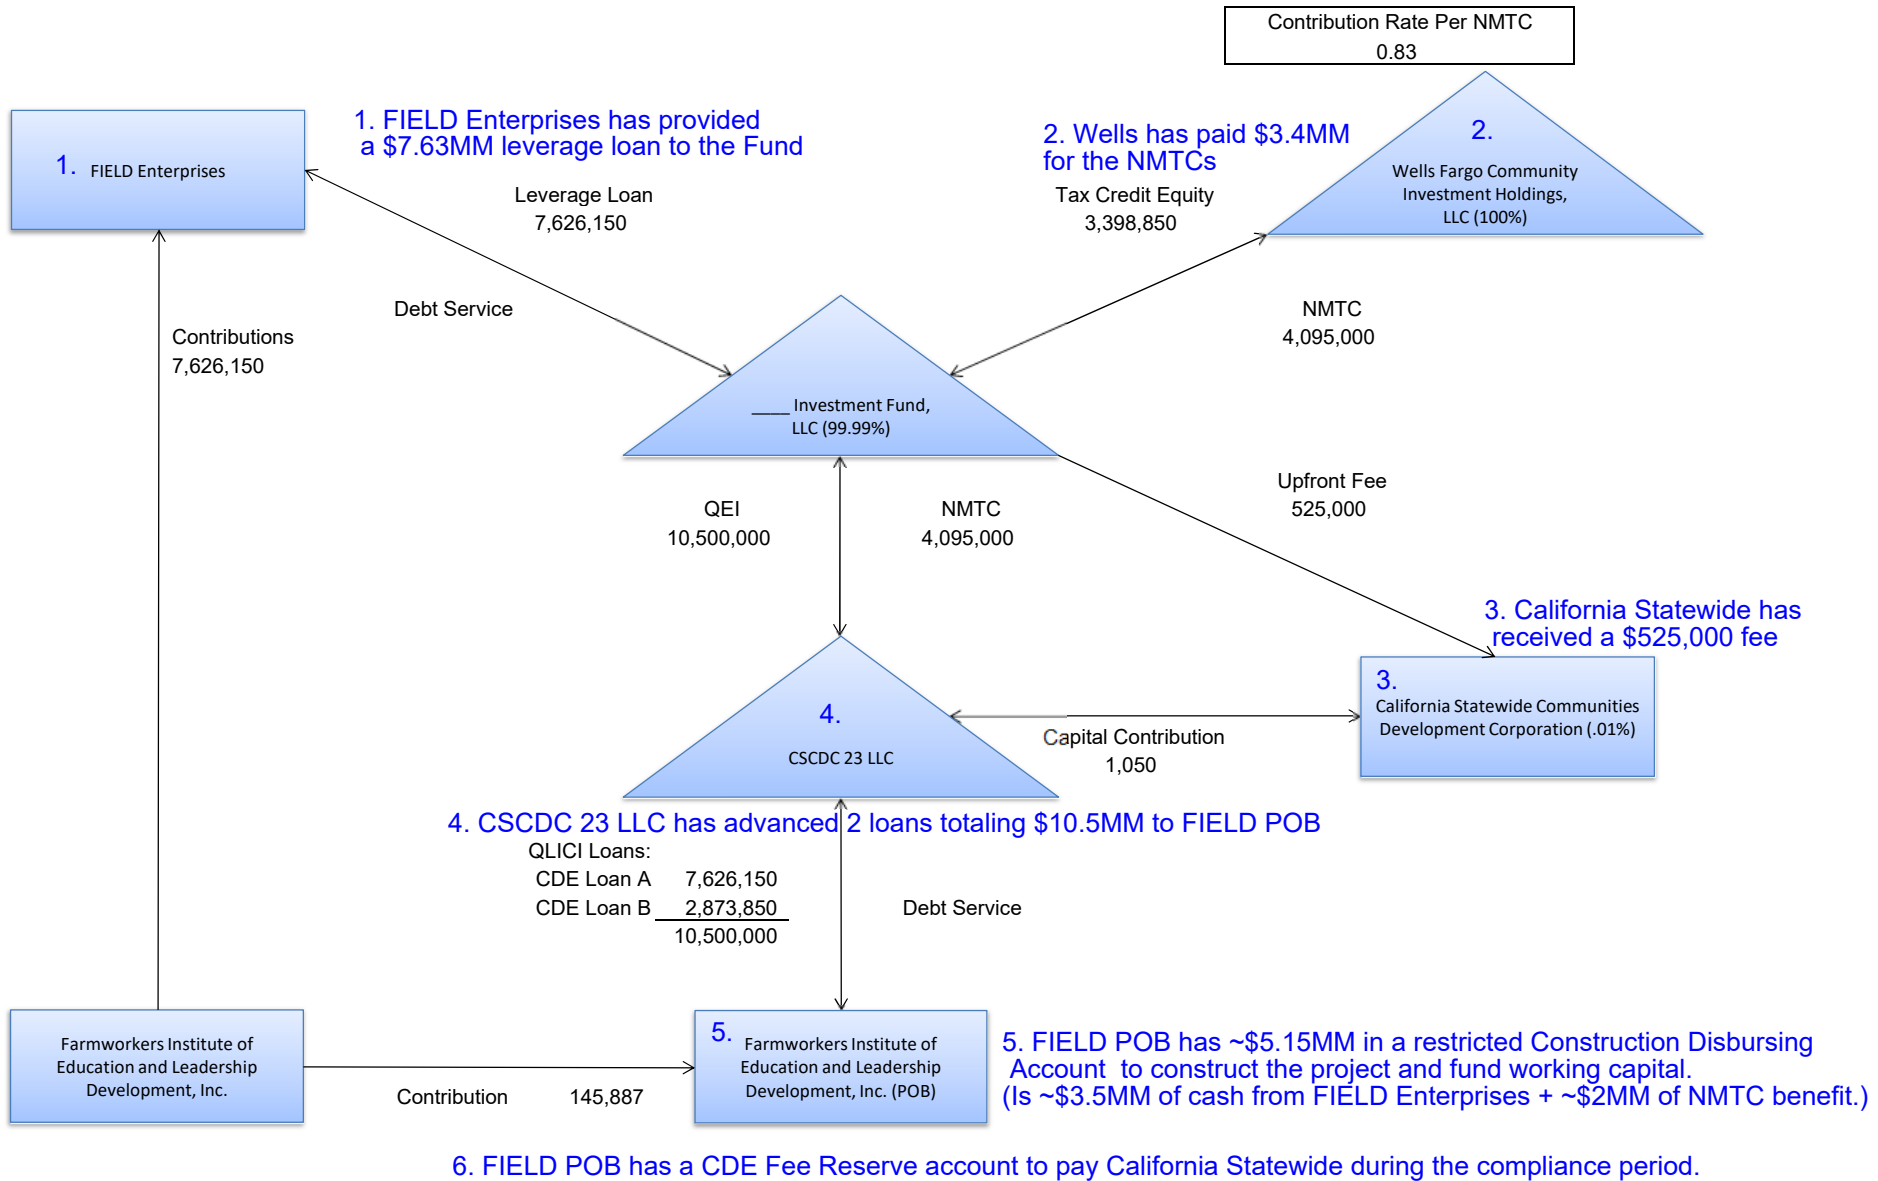 Contribution Rate Per NMTC
0.83
1. FIELD Enterprises
1. FIELD Enterprises has provided
a $7.63MM leverage loan to the Fund
Leverage Loan
7,626,150
2. Wells has paid $3.4MM
for the NMTCs
Tax Credit Equity
3,398,850
2.
Wells Fargo Community
Investment Holdings,
LLC (100%)
Debt Service
Contributions
7,626,150
NMTC
4,095,000
____ Investment Fund,
LLC (99.99%)
QEI
10,500,000
NMTC
4,095,000
Upfront Fee
525,000
3. California Statewide has
received a $525,000 fee
3.
California Statewide Communities
Development Corporation (.01%)
4.
CSCDC 23 LLC
Capital Contribution
1,050
4. CSCDC 23 LLC has advanced 2 loans totaling $10.5MM to FIELD POB
QLICI Loans:
CDE Loan A 7,626,150
CDE Loan B 2,873,850
10,500,000
Debt Service
Farmworkers Institute of
Education and Leadership
Development, Inc.
Contribution 145,887
5. Farmworkers Institute of
Education and Leadership
Development, Inc. (POB)
5. FIELD POB has ~$5.15MM in a restricted Construction Disbursing
Account to construct the project and fund working capital.
(Is ~$3.5MM of cash from FIELD Enterprises + ~$2MM of NMTC benefit.)
6. FIELD POB has a CDE Fee Reserve account to pay California Statewide during the compliance period.